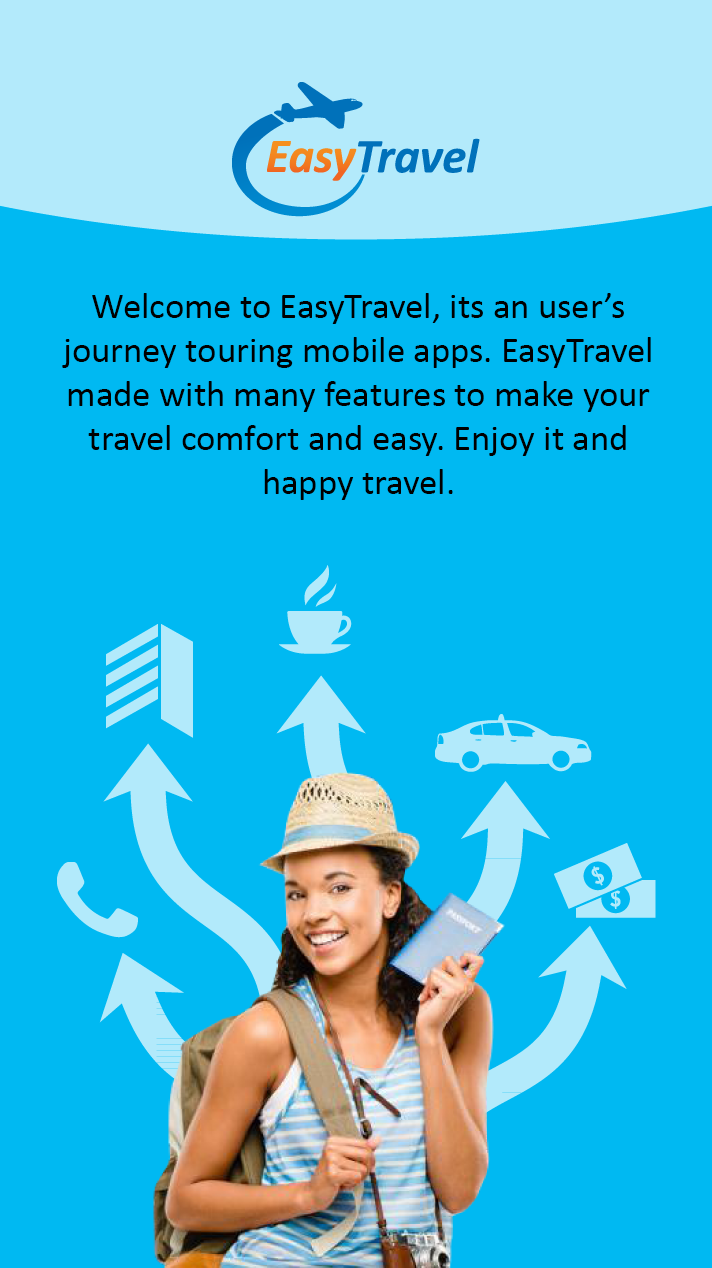 EasyTravel
Welcome to EasyTravel, its an user’s
journey touring mobile apps. EasyTravel
made with many features to make your
travel comfort and easy. Enjoy it and
happy travel.
PASSPORT
$
$